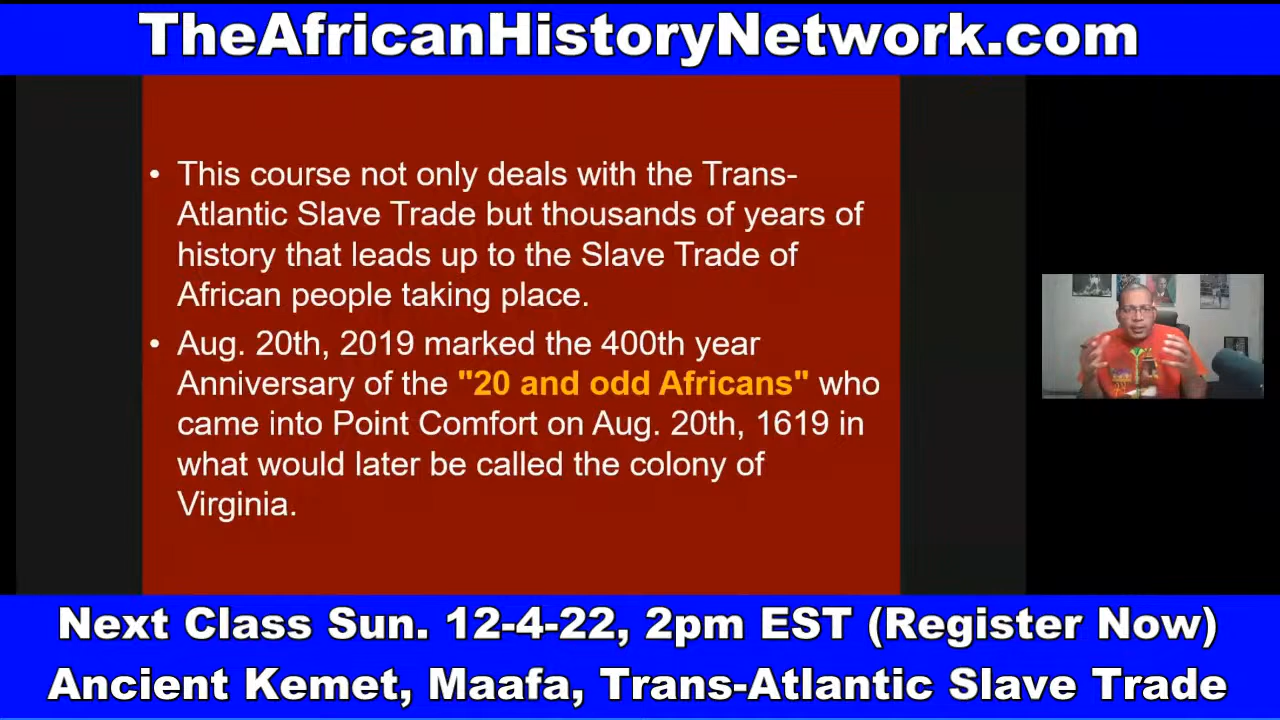 TheAfricanHistoryNetwork.com
• This course not only deals with the Trans-
Atlantic Slave Trade but thousands of years of
history that leads up to the Slave Trade of
African people taking place.
• Aug. 20th, 2019 marked the 400th year
Anniversary of the "20 and odd Africans" who
came into Point Comfort on Aug. 20th, 1619 in
what would later be called the colony of
Virginia.
Next Class Sun. 12-4-22, 2pm EST (Register Now)
Ancient Kemet, Maafa, Trans-Atlantic Slave Trade